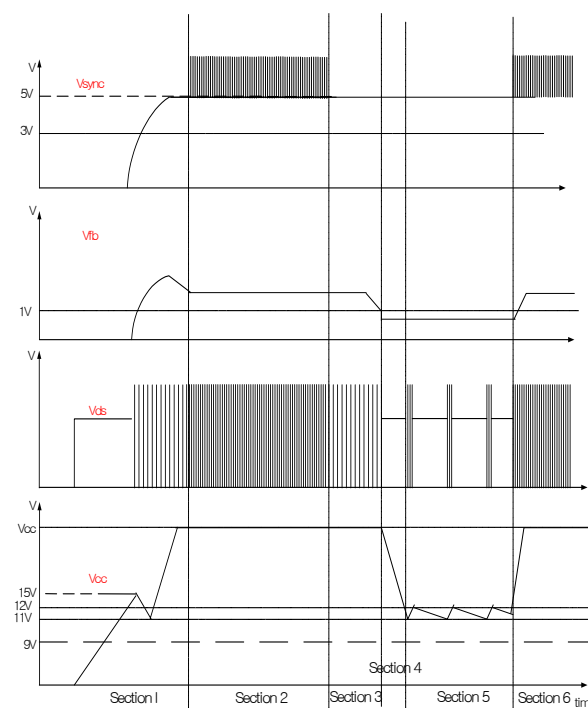 V
Vsync
5V
3V
V
Vfb
1V
V
Vds
V
Vcc
Vcc
15V
12V
11V
9V
Section 4
Section I
Section 2
Section 3
Section 5
Section 6
tim